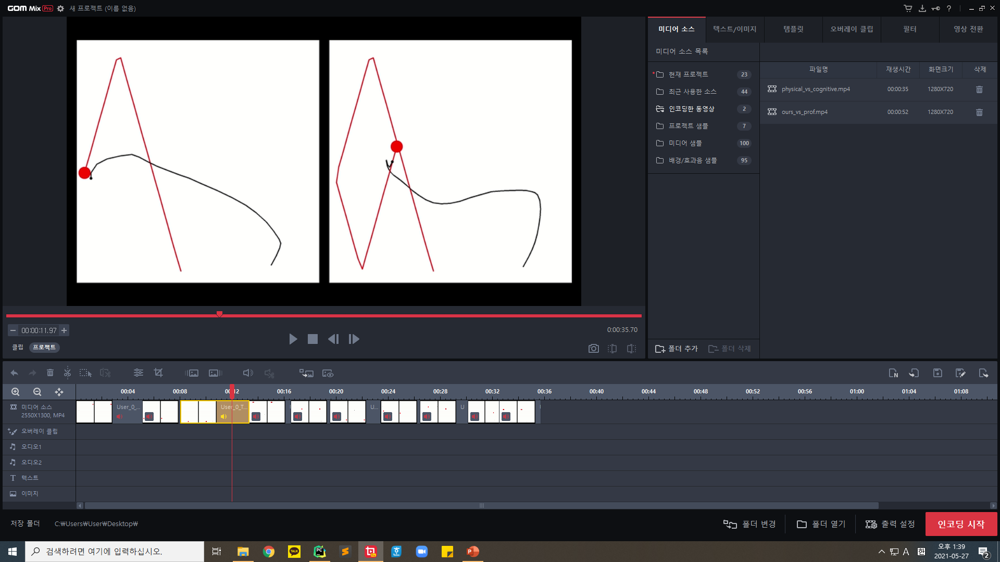 GOM Mix Pro 새 프로젝트 (이름 없음)
미디어 소스 텍스트/이미지 템플릿 오버레이 클립 필터 영상 전환
미디어 소스 목록
파일명 재생시간 화면크기 삭제
현재 프로젝트 23
최근 사용한 소스 44
인코딩한 동영상 2
프로젝트 샘플 7
미디어 샘플 100
배경/효과음 샘플 95
physical_vs_cognitive.mp4 00:00:35 1280X720
ours_vs_prof.mp4 00:00:52 1280X720
폴더 추가 폴더 삭제
00:00:11.97
0:00:35.70
클립 프로젝트
N
00:04 00:08 00:12 00:16 00:20 00:24 00:28 00:32 00:36 00:40 00:44 00:48 00:52 00:56 01:00 01:04 01:08
미디어 소스
2550X1300, MP4
User_0_... User_0_T... U... U
오버레이 클립
오디오1
오디오2
T 텍스트
이미지
저장 폴더 C:₩Users₩User₩Desktop₩
폴더 변경 폴더 열기 출력 설정 인코딩 시작
검색하려면 여기에 입력하십시오.
TALK
PC
Pro
P
A 한
오후 1:39
2021-05-27
2